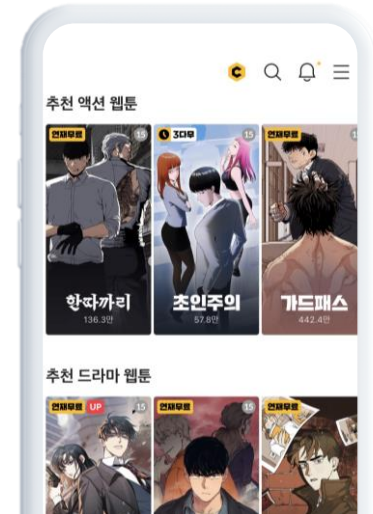 C
추천 액션 웹툰
연재무료 15
3다무 15
연재무료 1
한따까리
136.3만
초인주의
57.8만
가드패스
442.4만
추천 드라마 웹툰
연재무료 UP 15
연재무료 15
연재무료